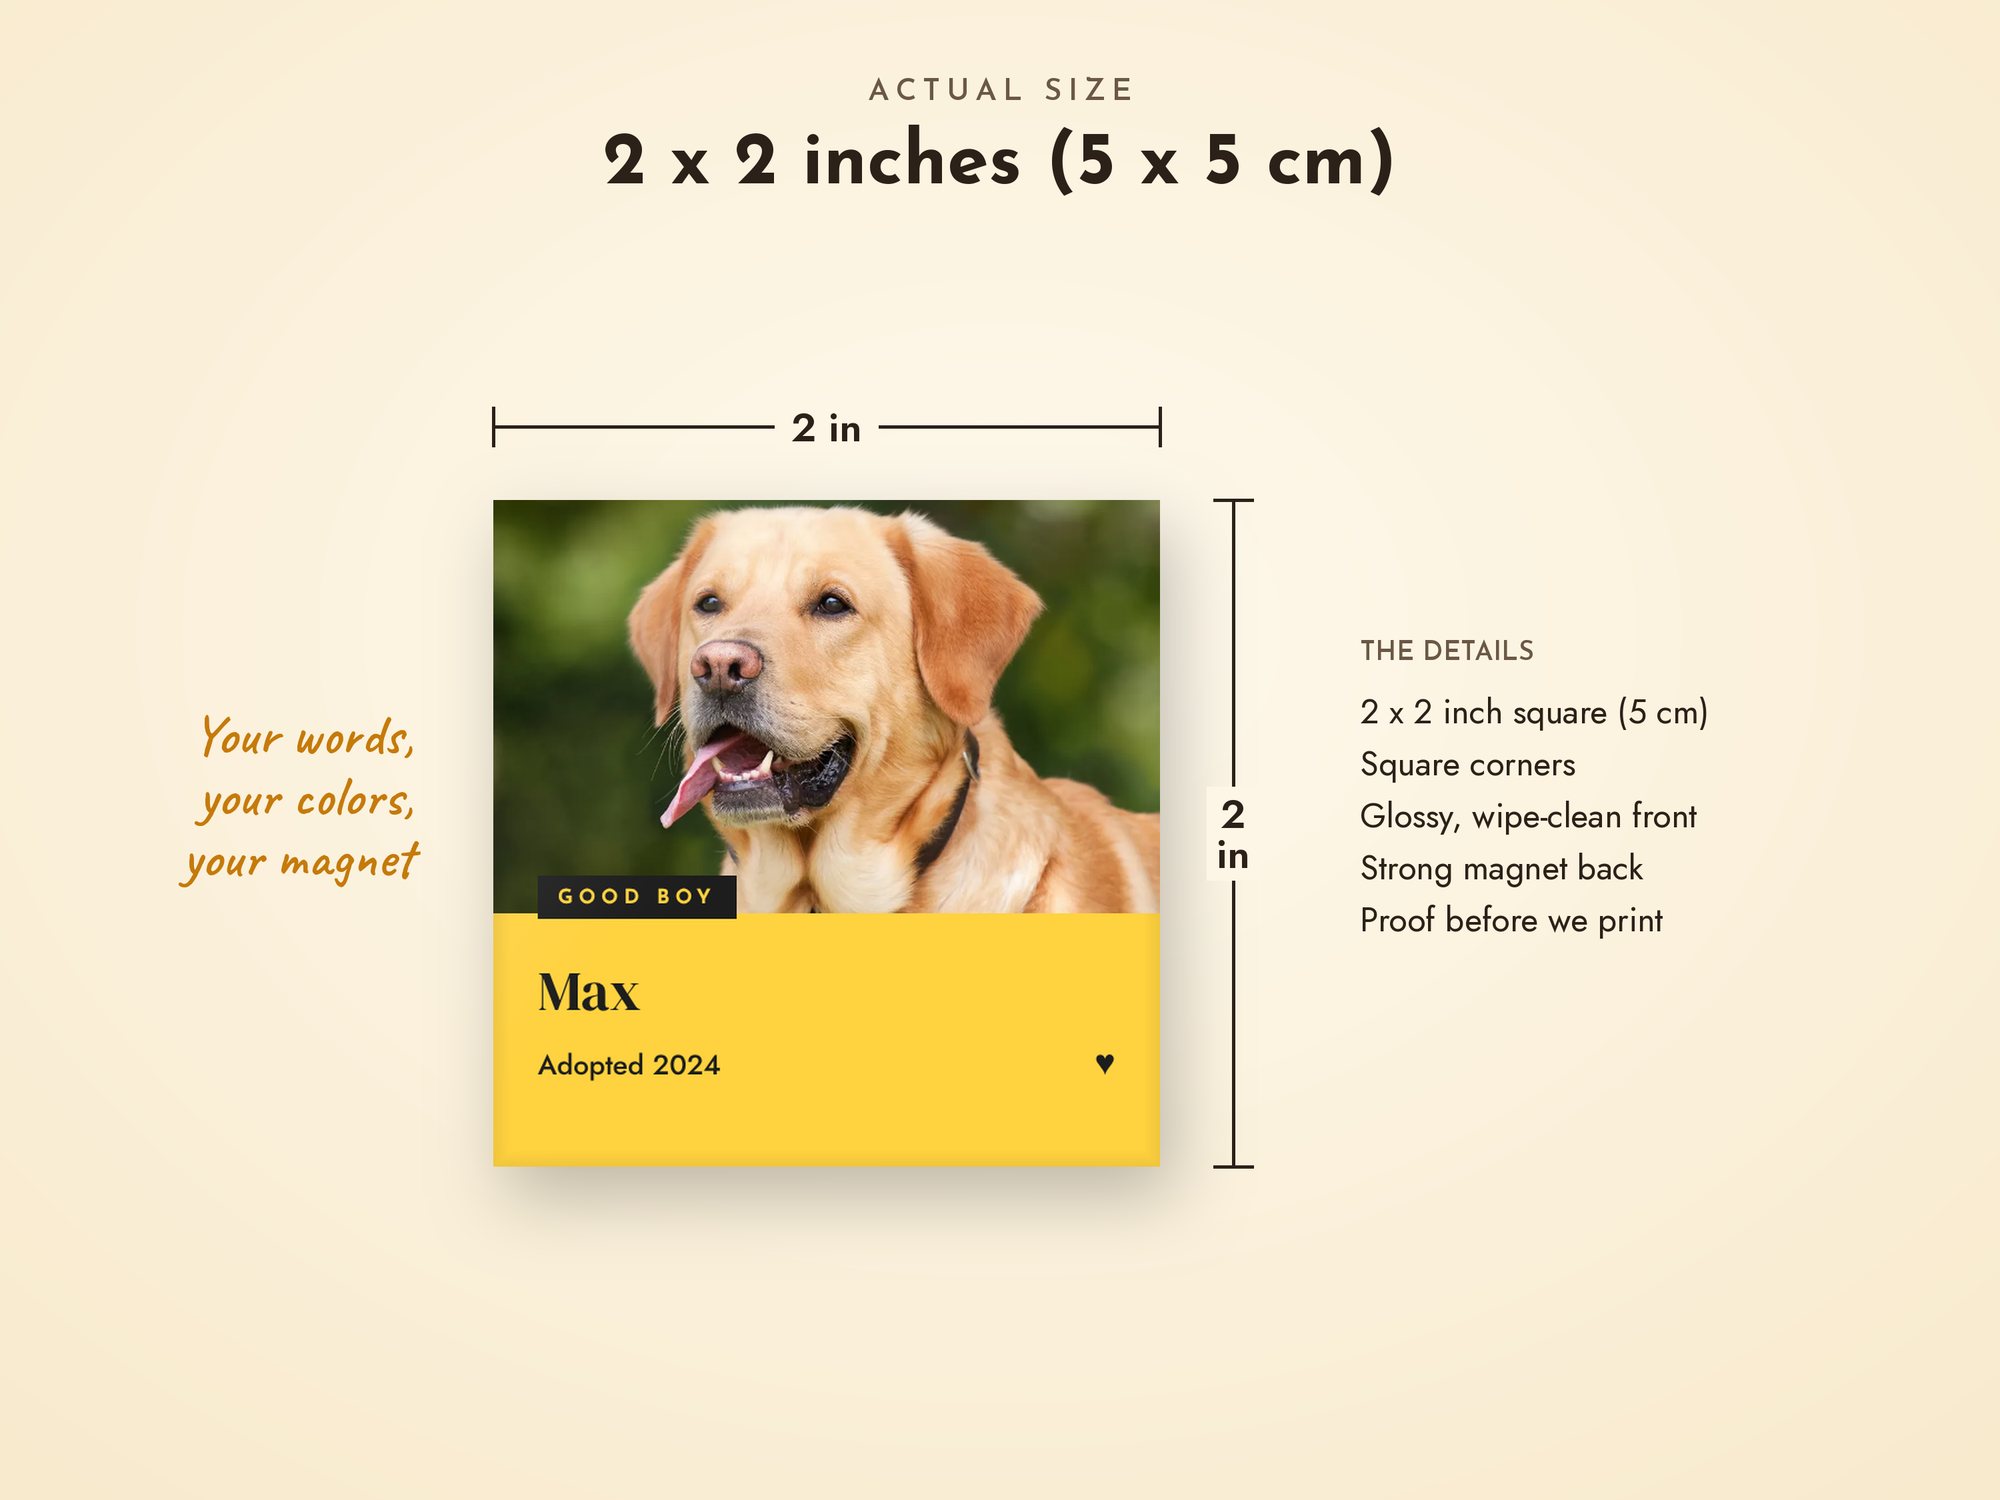 ACTUAL SIZE
2 x 2 inches (5 x 5 cm)
2 in
Your words,
your colors,
your magnet
GOOD BOY
Max
Adopted 2024 ♥
2
in
THE DETAILS
2 x 2 inch square (5 cm)
Square corners
Glossy, wipe-clean front
Strong magnet back
Proof before we print